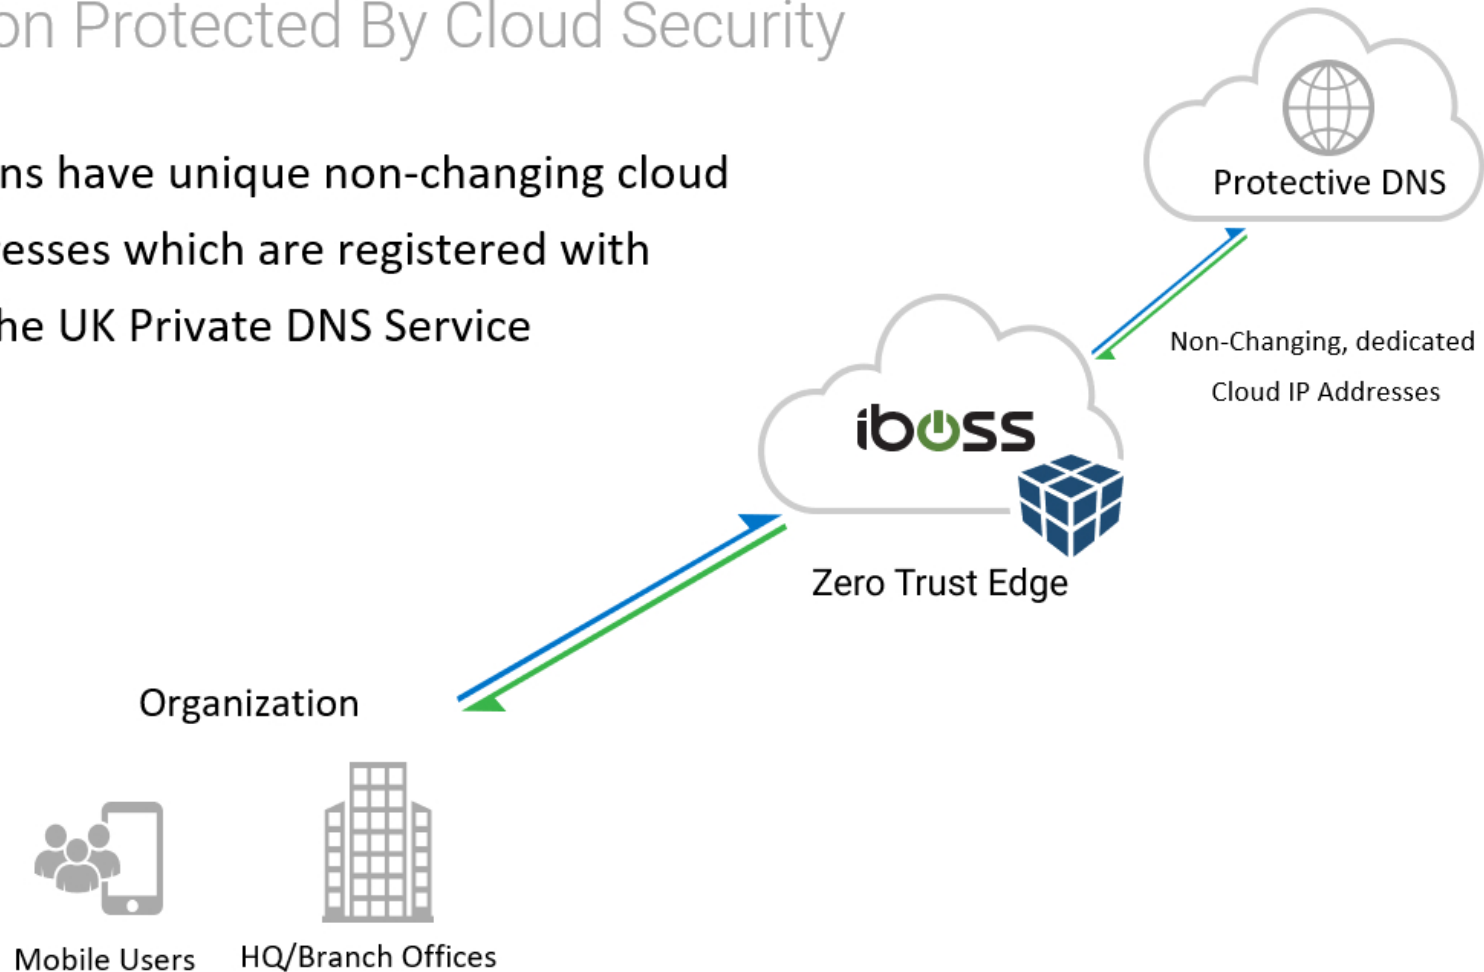 on Protected By Cloud Security
ns have unique non-changing cloud
esses which are registered with
he UK Private DNS Service
Protective DNS
Non-Changing, dedicated
Cloud IP Addresses
iboss
Zero Trust Edge
Organization
Mobile Users
HQ/Branch Offices